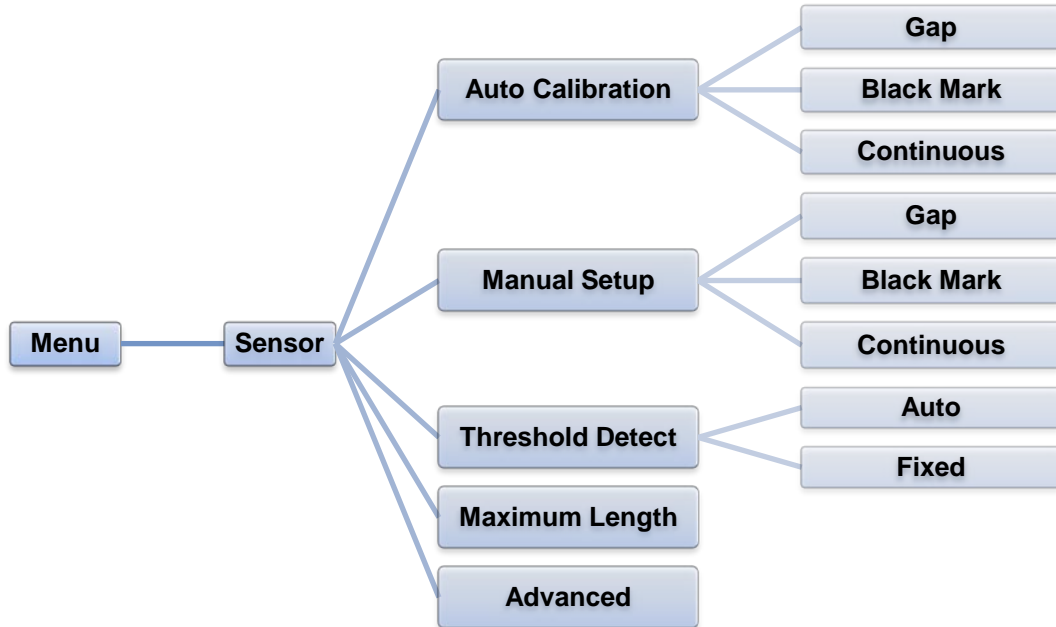 Menu
Sensor
Auto Calibration
Gap
Black Mark
Continuous
Manual Setup
Gap
Black Mark
Continuous
Threshold Detect
Auto
Fixed
Maximum Length
Advanced